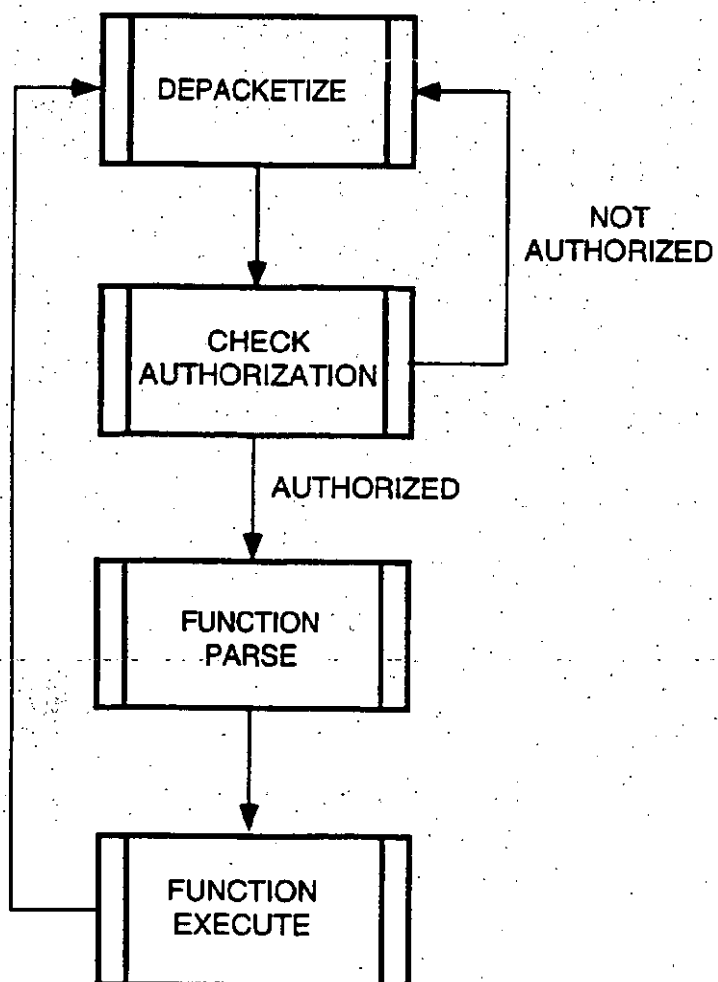 DEPACKETIZE
NOT
AUTHORIZED
CHECK
AUTHORIZATION
AUTHORIZED
FUNCTION
PARSE
FUNCTION
EXECUTE